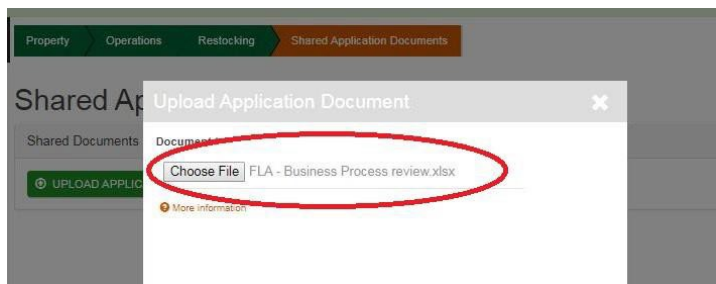 Property Operations Restocking Shared Application Documents
Shared Ap
Upload Application Document
Shared Documents
Document
Choose File FLA - Business Process review.xlsx
UPLOAD APPLIC
More information